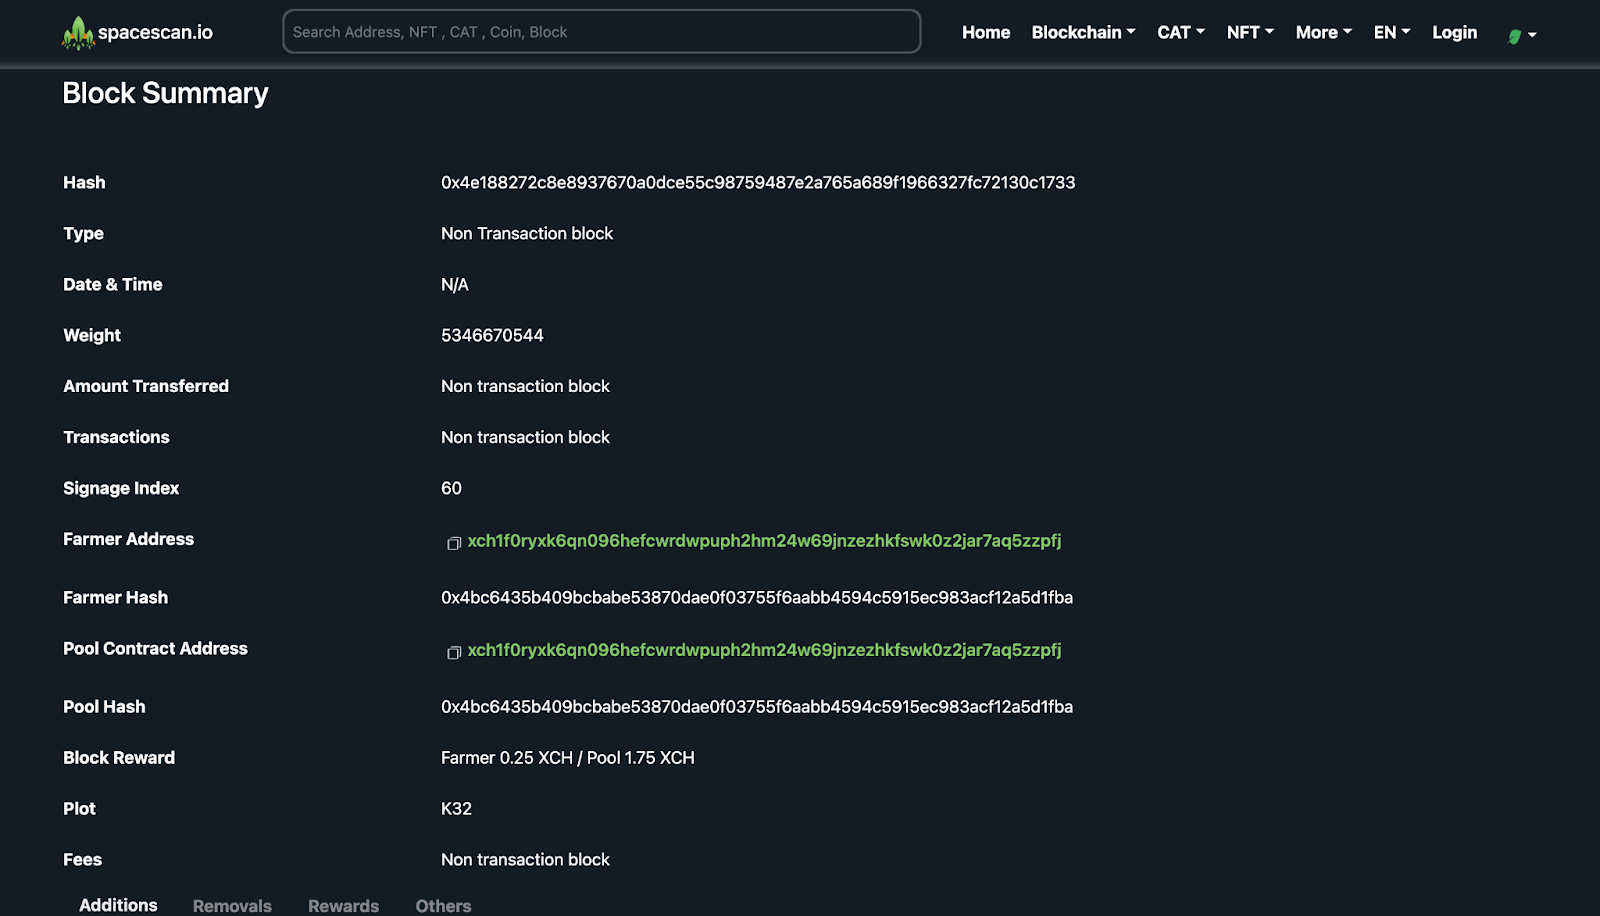 spacescan.io
Search Address, NFT , CAT , Coin, Block
Home Blockchain CAT NFT More EN Login
Block Summary
Hash 0x4e188272c8e8937670a0dce55c98759487e2a765a689f1966327fc72130c1733
Type Non Transaction block
Date & Time N/A
Weight 5346670544
Amount Transferred Non transaction block
Transactions Non transaction block
Signage Index 60
Farmer Address xch1f0ryxk6qn096hefcwrdwpuph2hm24w69jnzezhkfswk0z2jar7aq5zzpfj
Farmer Hash 0x4bc6435b409bcbabe53870dae0f03755f6aabb4594c5915ec983acf12a5d1fba
Pool Contract Address xch1f0ryxk6qn096hefcwrdwpuph2hm24w69jnzezhkfswk0z2jar7aq5zzpfj
Pool Hash 0x4bc6435b409bcbabe53870dae0f03755f6aabb4594c5915ec983acf12a5d1fba
Block Reward Farmer 0.25 XCH / Pool 1.75 XCH
Plot K32
Fees Non transaction block
Additions Removals Rewards Others